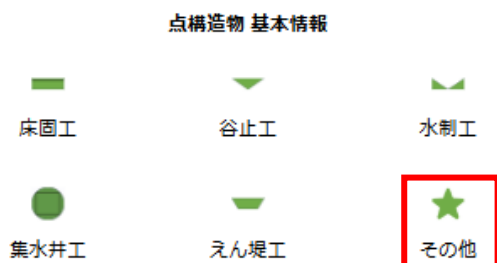 点構造物 基本情報
床固工
谷止工
水制工
集水井工
えん堤工
その他